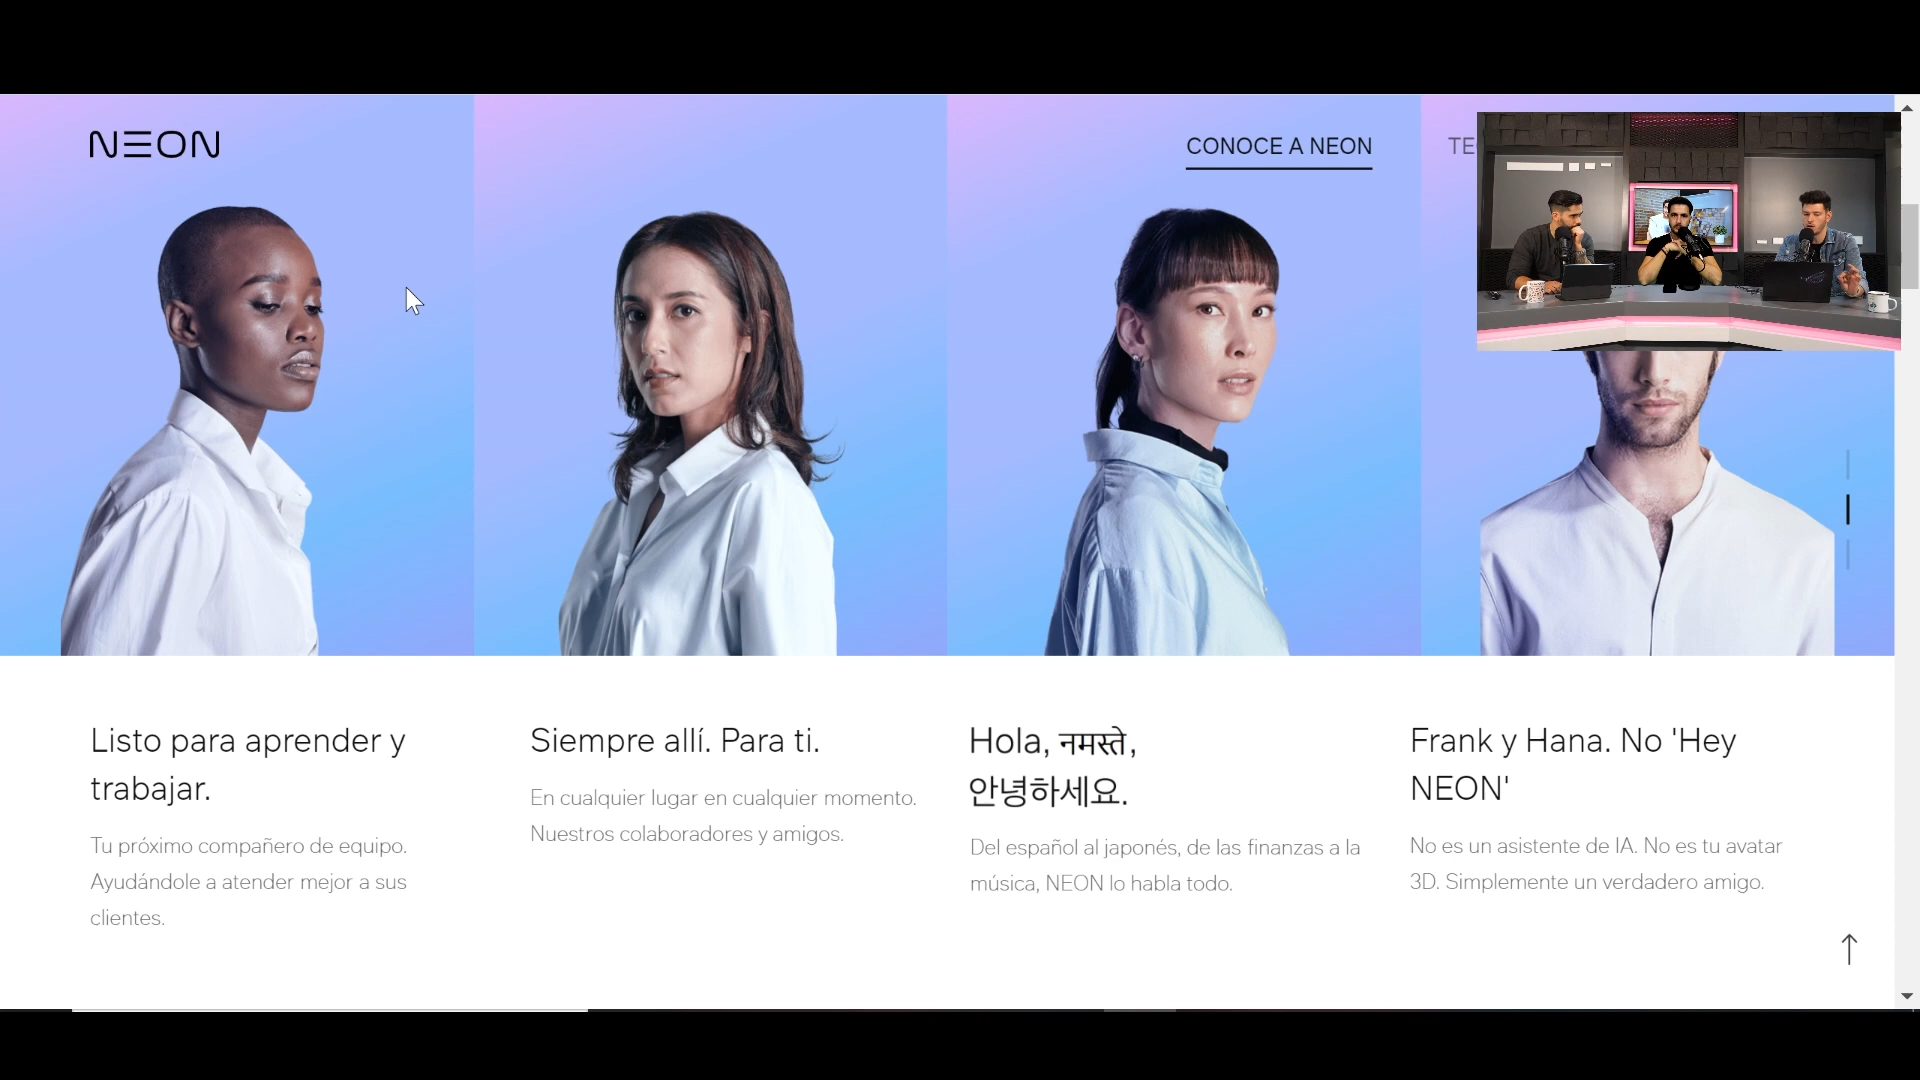 NEON
CONOCE A NEON
Listo para aprender y
trabajar.
Tu próximo compañero de equipo.
Ayudándole a atender mejor a sus
clientes.
Siempre allí. Para ti.
En cualquier lugar en cualquier momento.
Nuestros colaboradores y amigos.
Hola, नमस्ते,
안녕하세요.
Del español al japonés, de las finanzas a la
música, NEON lo habla todo.
Frank y Hana. No 'Hey
NEON'
No es un asistente de IA. No es tu avatar
3D. Simplemente un verdadero amigo.